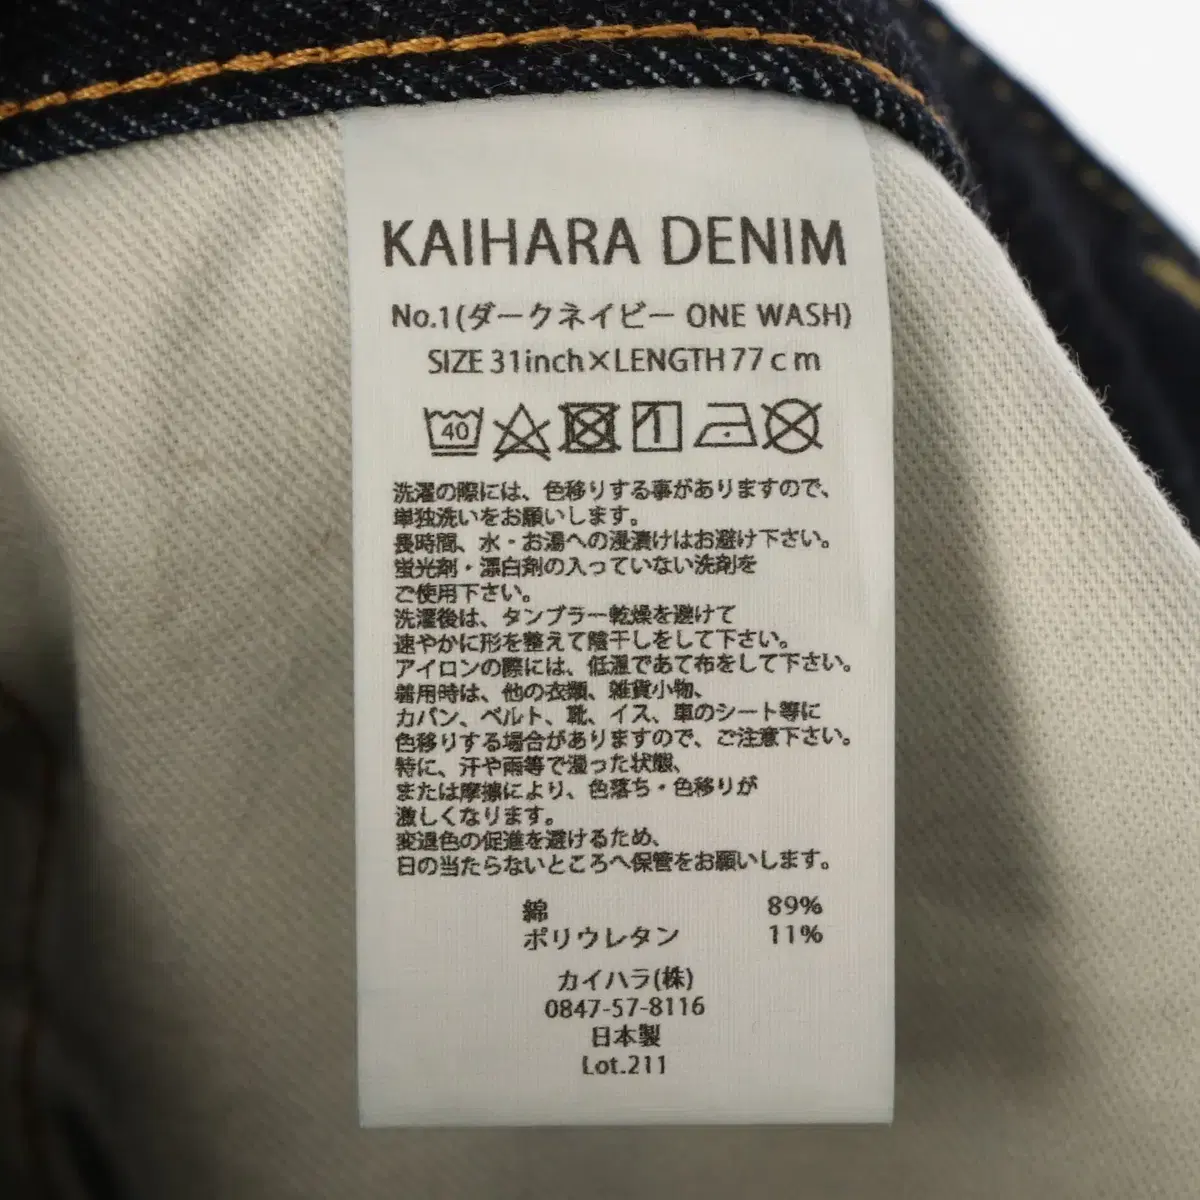 KAIHARA DENIM
No.1(ダークネイビー ONE WASH)
SIZE 31inch×LENGTH 77cm
40
洗濯の際には、色移りする事がありますので、
単独洗いをお願いします。
長時間、水・お湯への浸漬けはお避け下さい。
蛍光剤・漂白剤の入っていない洗剤を
ご使用下さい。
洗濯後は、タンブラー乾燥を避けて
速やかに形を整えて陰干しをして下さい。
アイロンの際には、低温であて布をして下さい。
着用時は、他の衣類、雑貨小物、
カバン、ベルト、靴、イス、車のシート等に
色移りする場合がありますので、ご注意下さい。
特に、汗や雨等で湿った状態、
または摩擦により、色落ち・色移りが
激しくなります。
変退色の促進を避けるため、
日の当たらないところへ保管をお願いします。
綿 89%
ポリウレタン 11%
カイハラ(株)
0847-57-8116
日本製
Lot.211